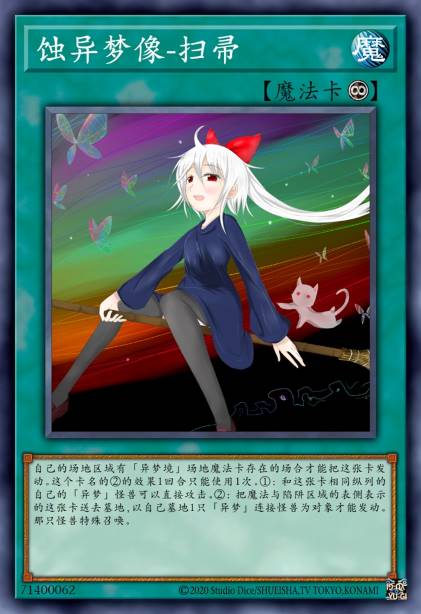 蚀异梦像-扫帚
魔
【魔法卡】
自己的场地区域有「异梦境」场地魔法卡存在的场合才能把这张卡发
动。这个卡名的②的效果1回合只能使用1次。①：和这张卡相同纵列的
自己的「异梦」怪兽可以直接攻击。②：把魔法与陷阱区域的表侧表示
的这张卡送去墓地，以自己墓地1只「异梦」连接怪兽为对象才能发动。
那只怪兽特殊召唤。
71400062
©2020 Studio Dice/SHUEISHA,TV TOKYO,KONAMI